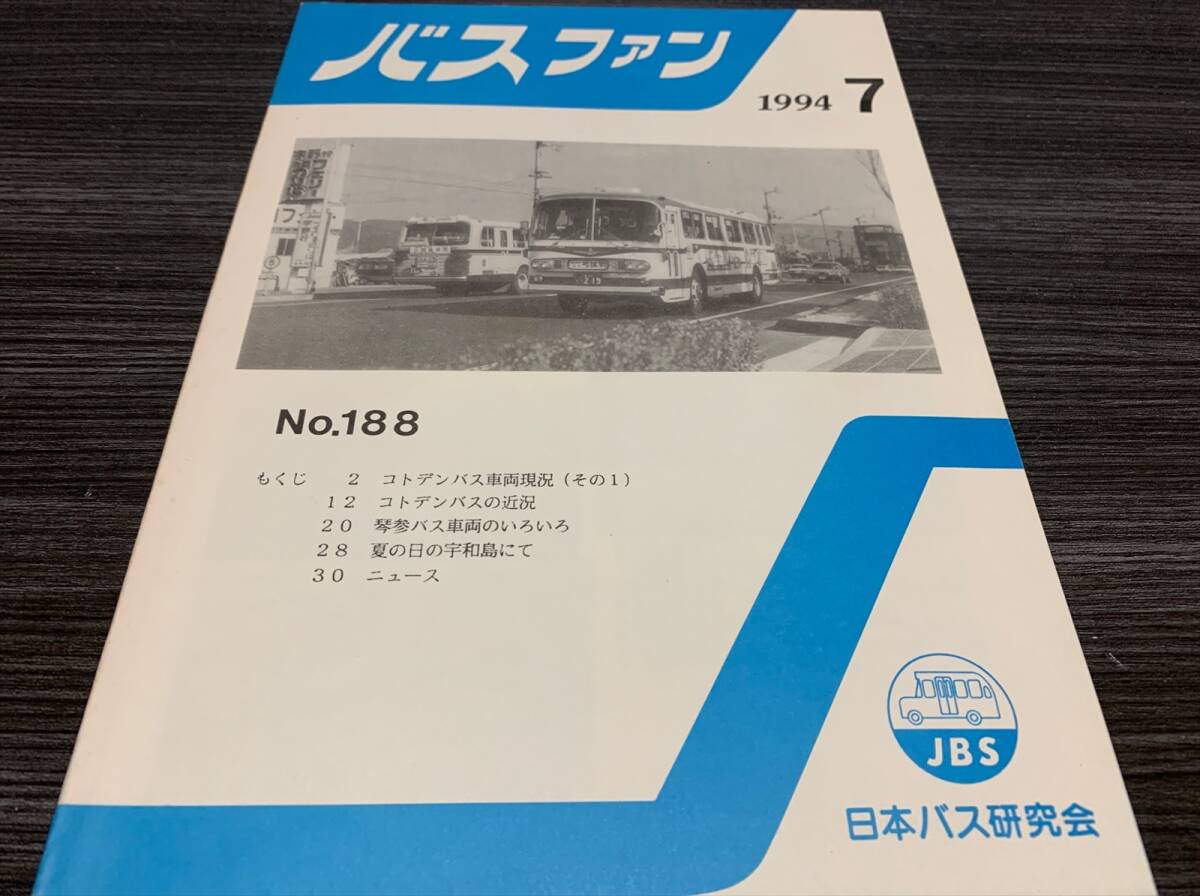 バスファン
1994 7
219
No.188
もくじ 2 コトデンバス車両現況(その1)
12 コトデンバスの近況
20 琴参バス車両のいろいろ
28 夏の日の宇和島にて
30 ニュース
JBS
日本バス研究会